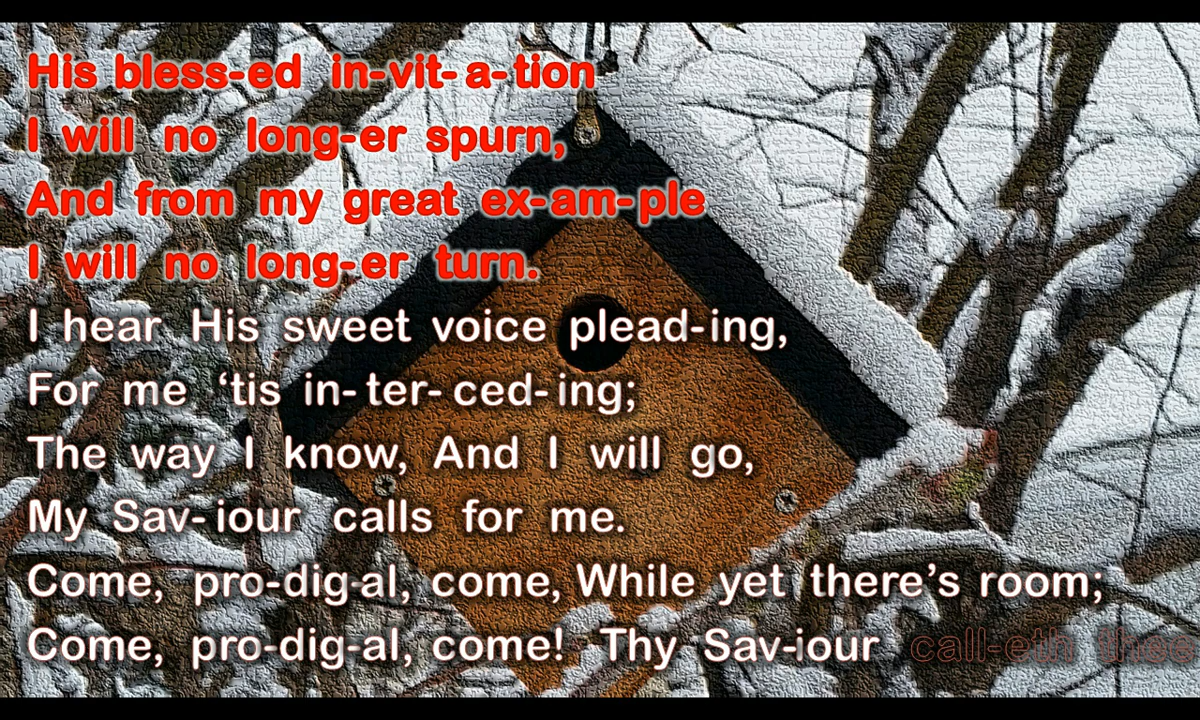 His bless-ed in-vit-a-tion
I will no long-er spurn,
And from my great ex-am-ple
I will no long-er turn.
I hear His sweet voice plead-ing,
For me ‘tis in-ter-ced-ing;
The way I know, And I will go,
My Sav-iour calls for me.
Come, pro-dig-al, come, While yet there’s room;
Come, pro-dig-al, come! Thy Sav-iour call-eth thee